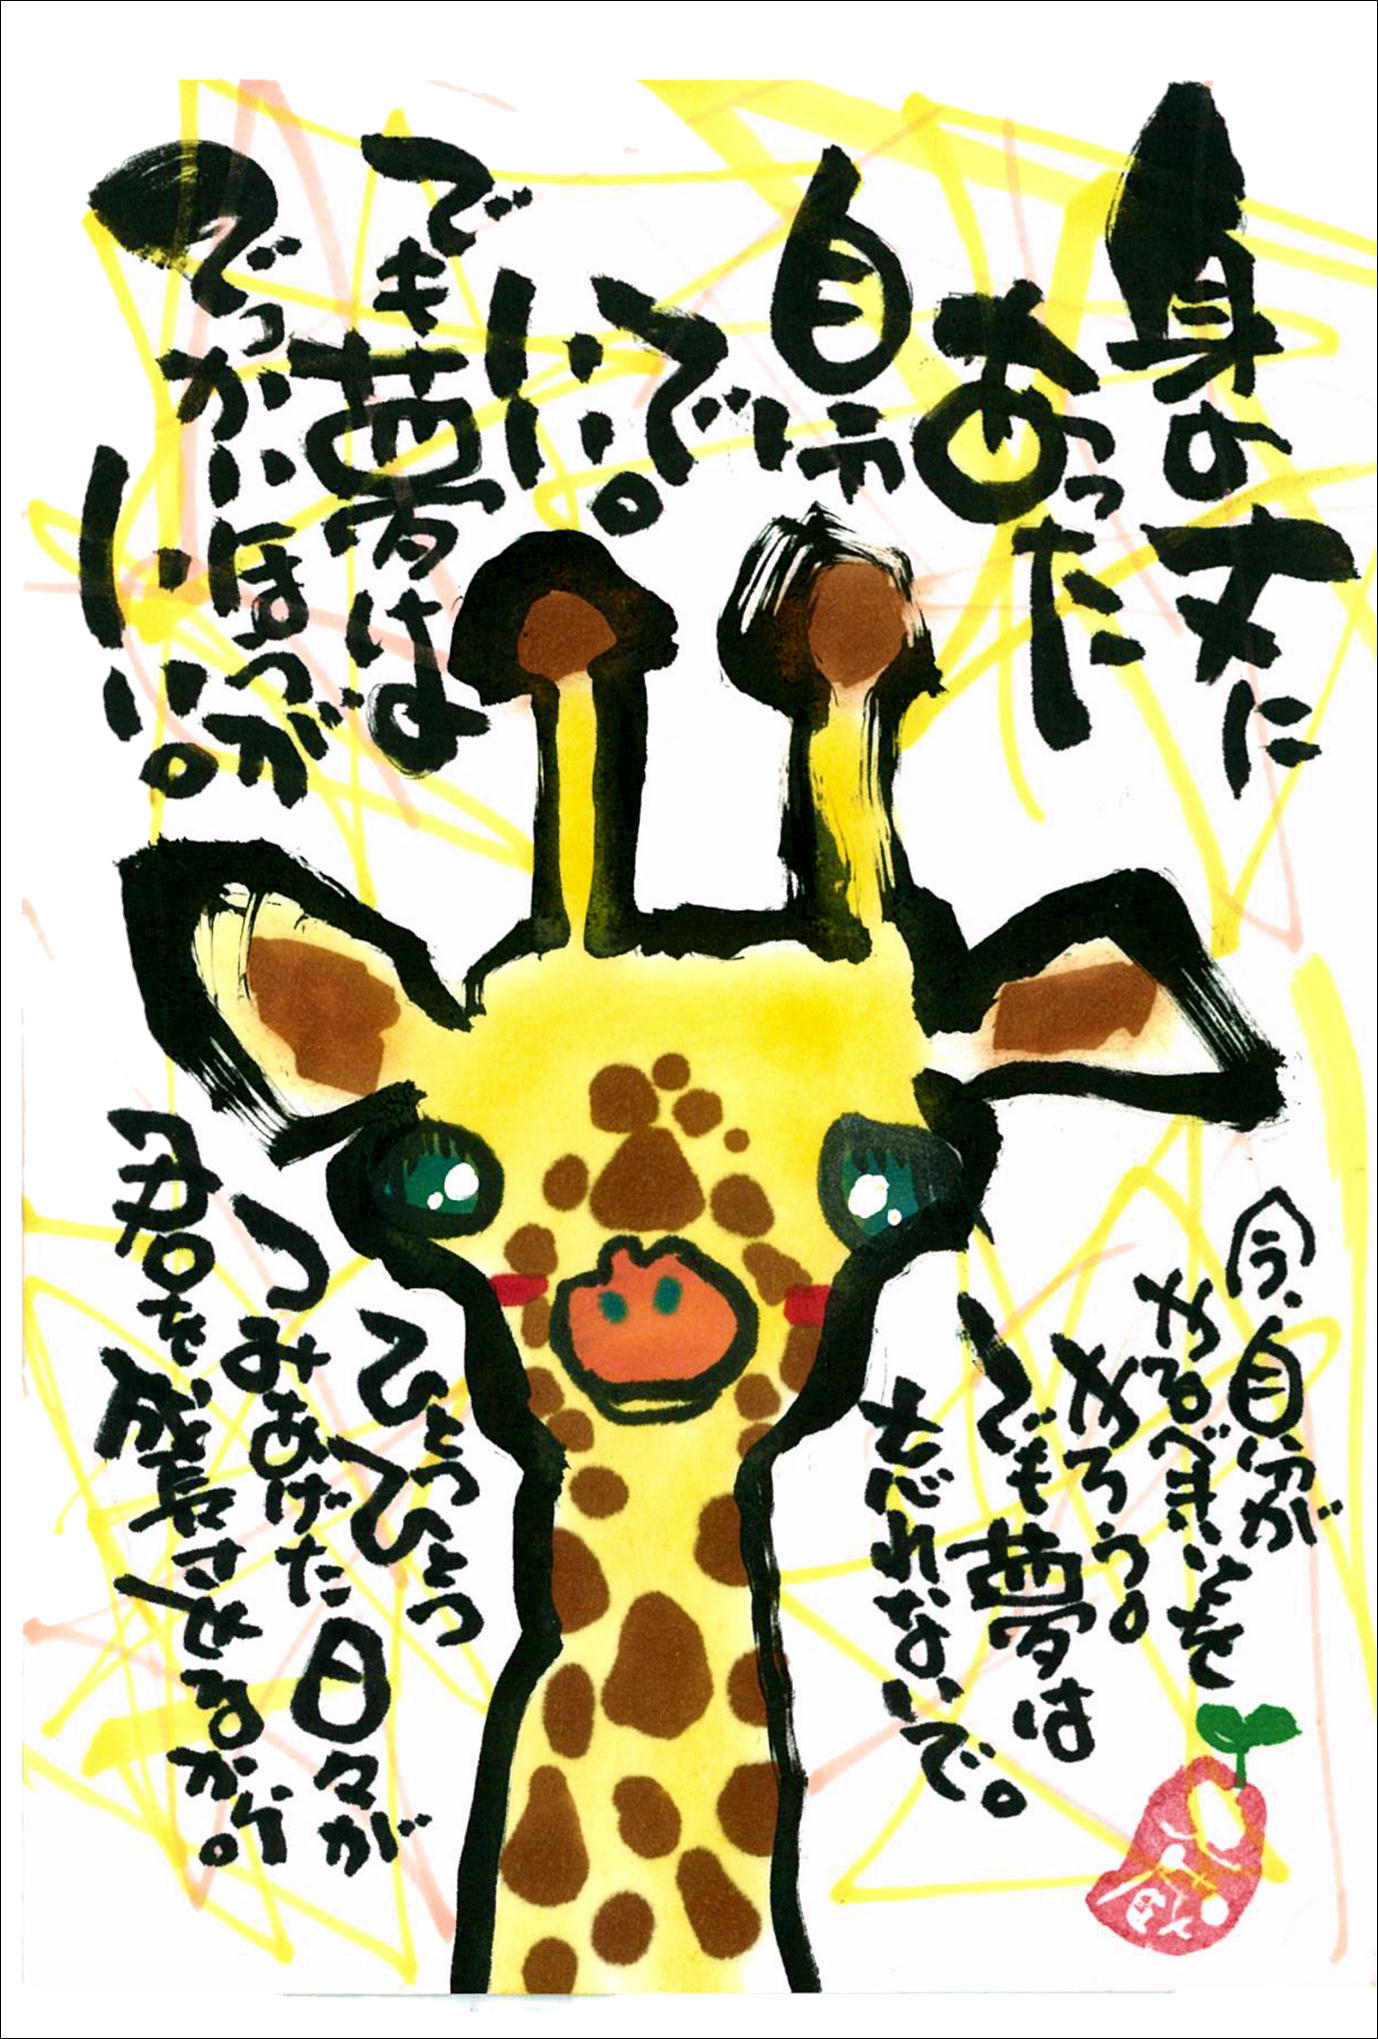 身の丈に
あった
自分
でいい。
でも夢は
でっかいほうが
いい。
今、自分が
やるべきことを
やろう。
でも夢は
忘れないで。
ひとつひとつ
つみあげた日々が
君を成長させるから。